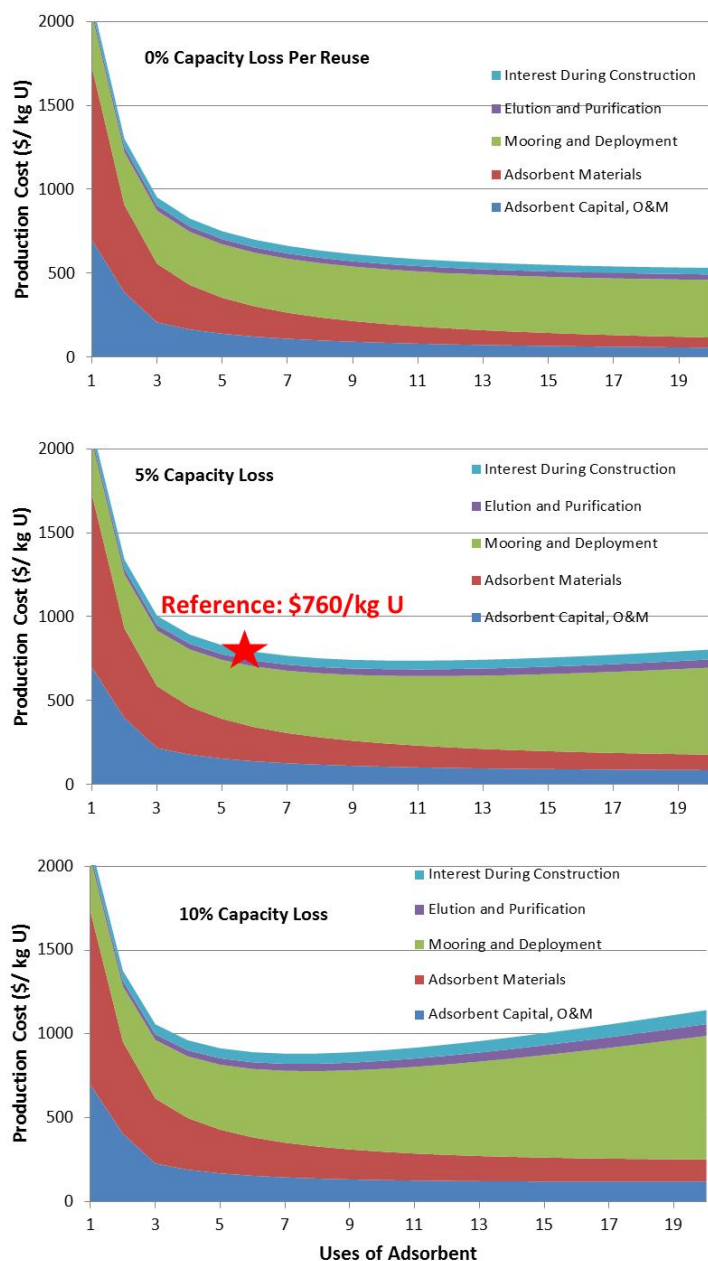 2000
0% Capacity Loss Per Reuse
Interest During Construction
1500
Elution and Purification
Mooring and Deployment
1000
Adsorbent Materials
Adsorbent Capital, O&M
500
0
Production Cost ($/ kg U)
1 3 5 7 9 11 13 15 17 19
2000
5% Capacity Loss
Interest During Construction
1500
Elution and Purification
Mooring and Deployment
Reference: $760/kg U
1000
Adsorbent Materials
Adsorbent Capital, O&M
500
0
Production Cost ($/ kg U)
1 3 5 7 9 11 13 15 17 19
2000
Interest During Construction
10% Capacity Loss
Elution and Purification
1500
Mooring and Deployment
Adsorbent Materials
1000
Adsorbent Capital, O&M
500
0
Production Cost ($/ kg U)
1 3 5 7 9 11 13 15 17 19
Uses of Adsorbent